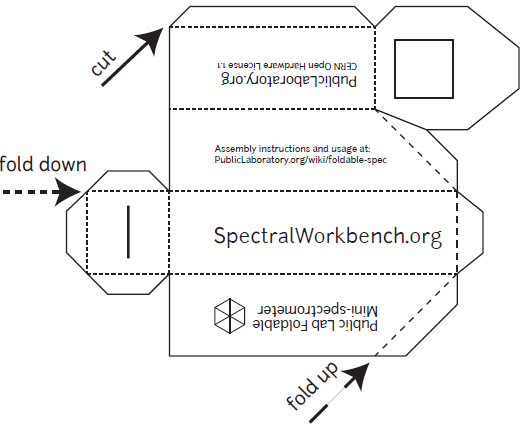 cut
CERN Open Hardware License 1.1
PublicLaboratory.org
Assembly instructions and usage at:
PublicLaboratory.org/wiki/foldable-spec
fold down
SpectralWorkbench.org
Public Lab Foldable
Mini-spectrometer
fold up